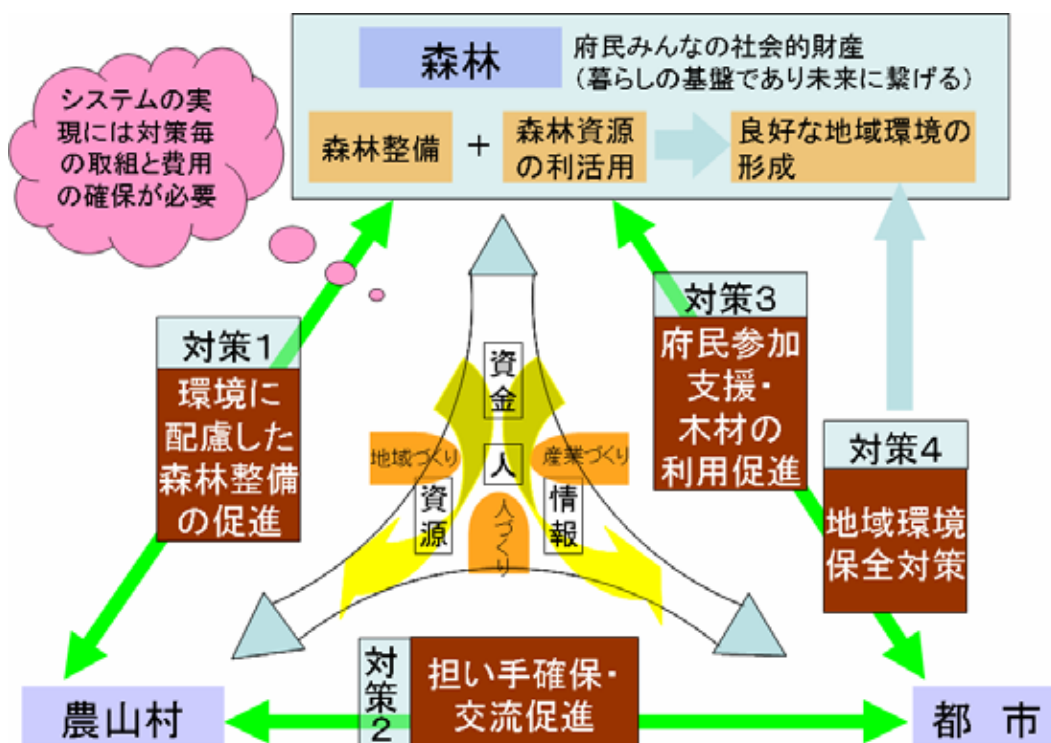 森林
府民みんなの社会的財産
（暮らしの基盤であり未来に繋げる）
森林整備
+
森林資源
の利活用
良好な地域環境の
形成
システムの実
現には対策毎
の取組と費用
の確保が必要
対策1
環境に
配慮した
森林整備
の促進
対策3
府民参加
支援・
木材の
利用促進
対策4
地域環境
保全対策
資金
地域づくり
人
産業づくり
資源
人づくり
情報
対策2
担い手確保・
交流促進
農山村
都 市